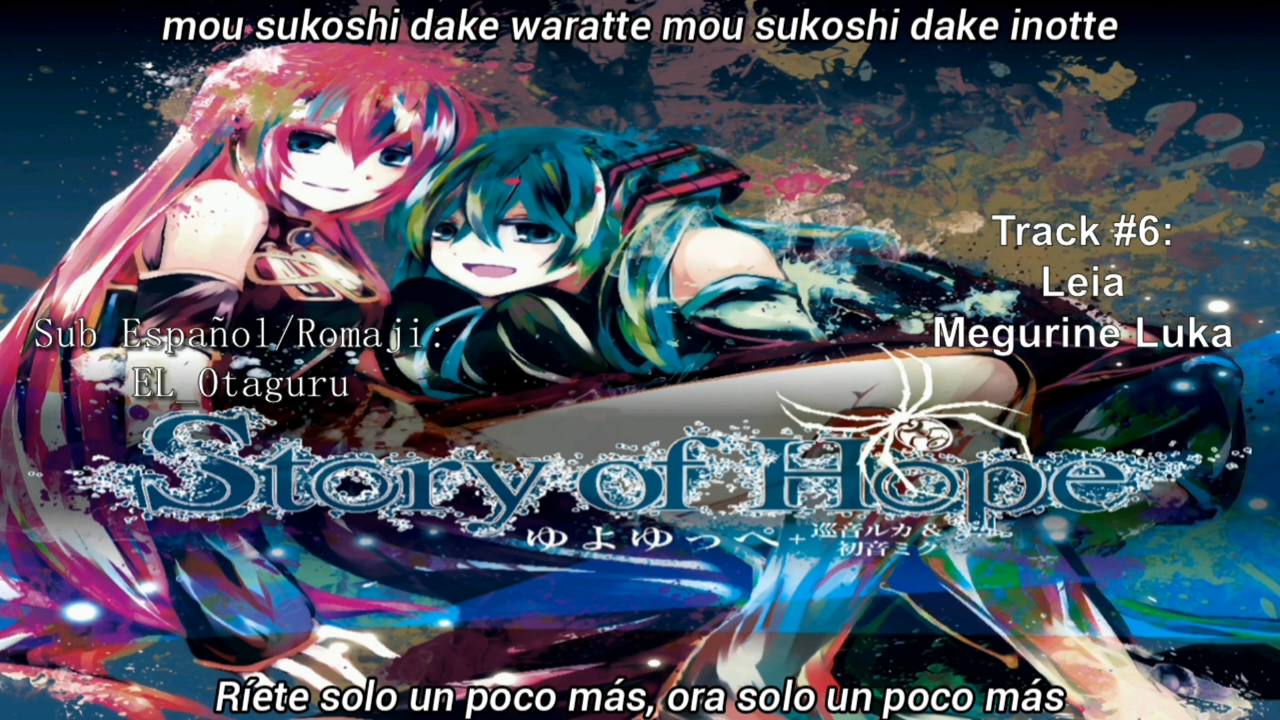 mou sukoshi dake waratte mou sukoshi dake inotte
Track #6:
Leia
Megurine Luka
Sub Español/Romaji:
EL_Otaguru
Story of Hope
ゆよゆっぺ+
巡音ルカ &
初音ミク
Ríete solo un poco más, ora solo un poco más